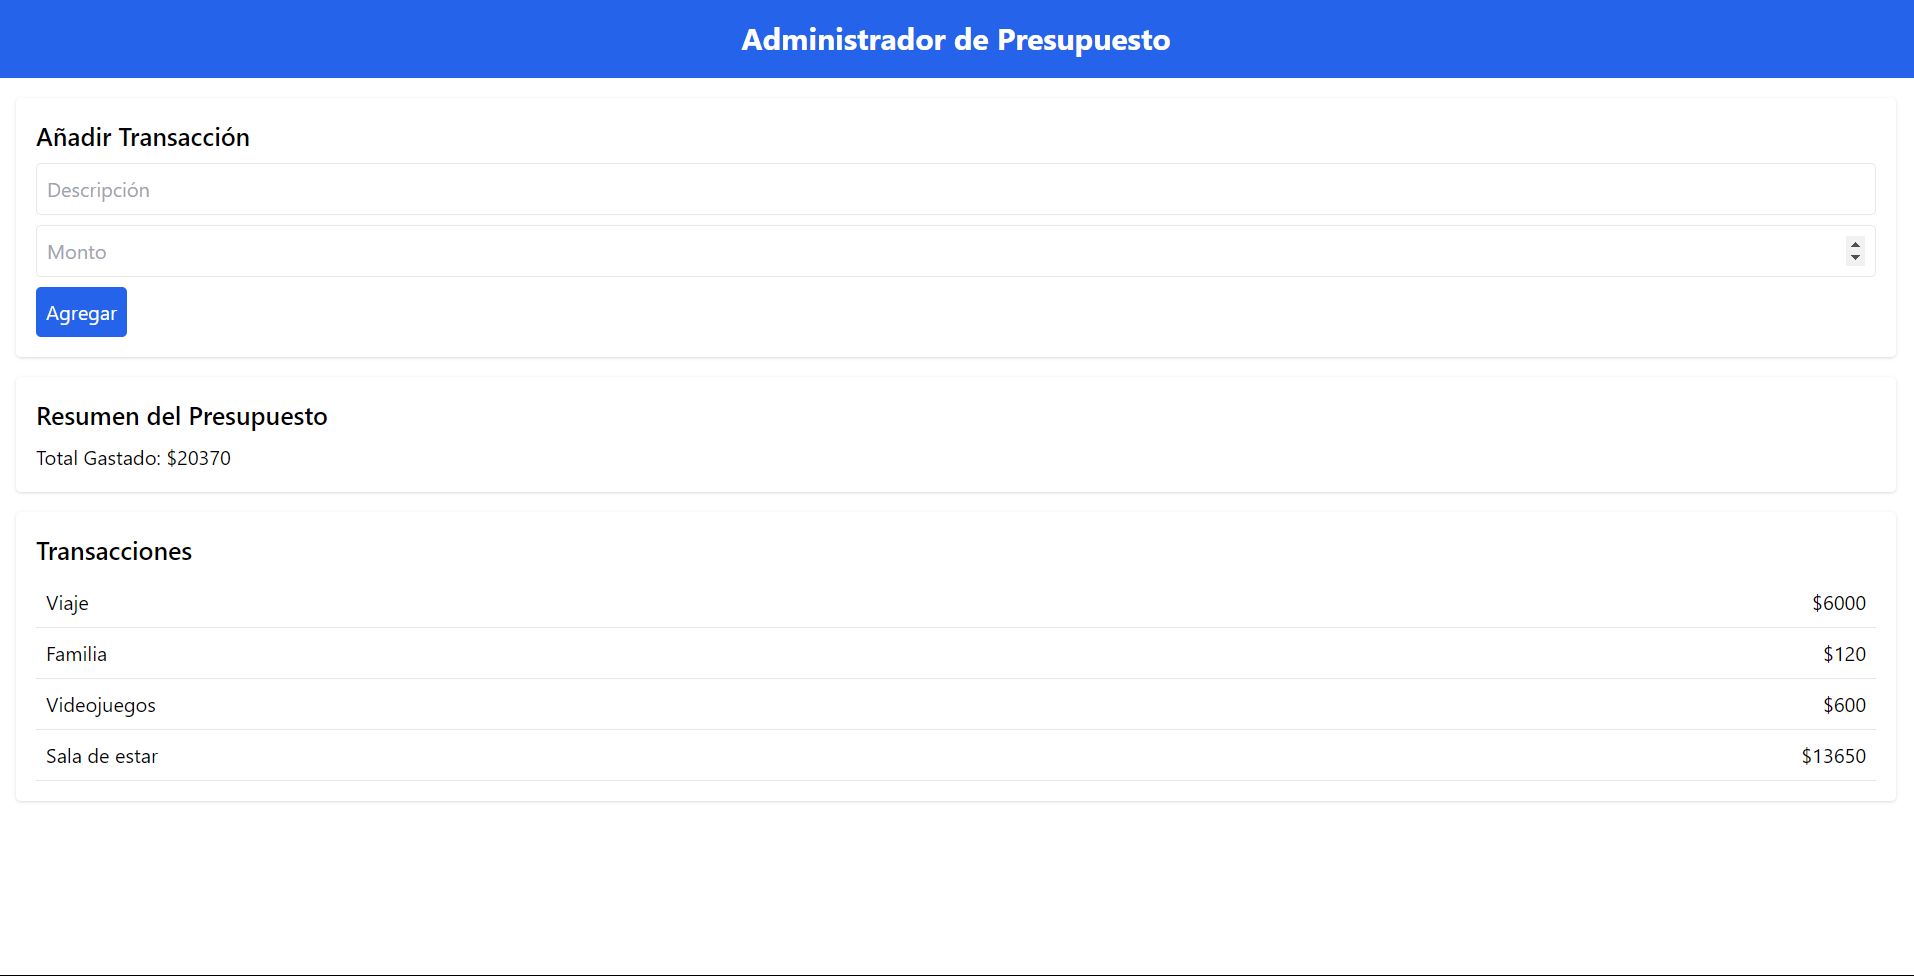 Administrador de Presupuesto
Añadir Transacción
Descripción
Monto
Agregar
Resumen del Presupuesto
Total Gastado: $20370
Transacciones
Viaje $6000
Familia $120
Videojuegos $600
Sala de estar $13650